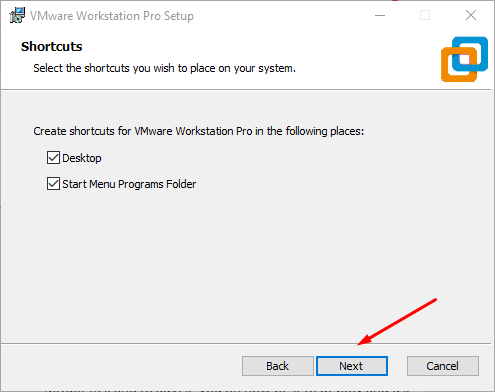 VMware Workstation Pro Setup
Shortcuts
Select the shortcuts you wish to place on your system.
Create shortcuts for VMware Workstation Pro in the following places:
Desktop
Start Menu Programs Folder
Back Next Cancel